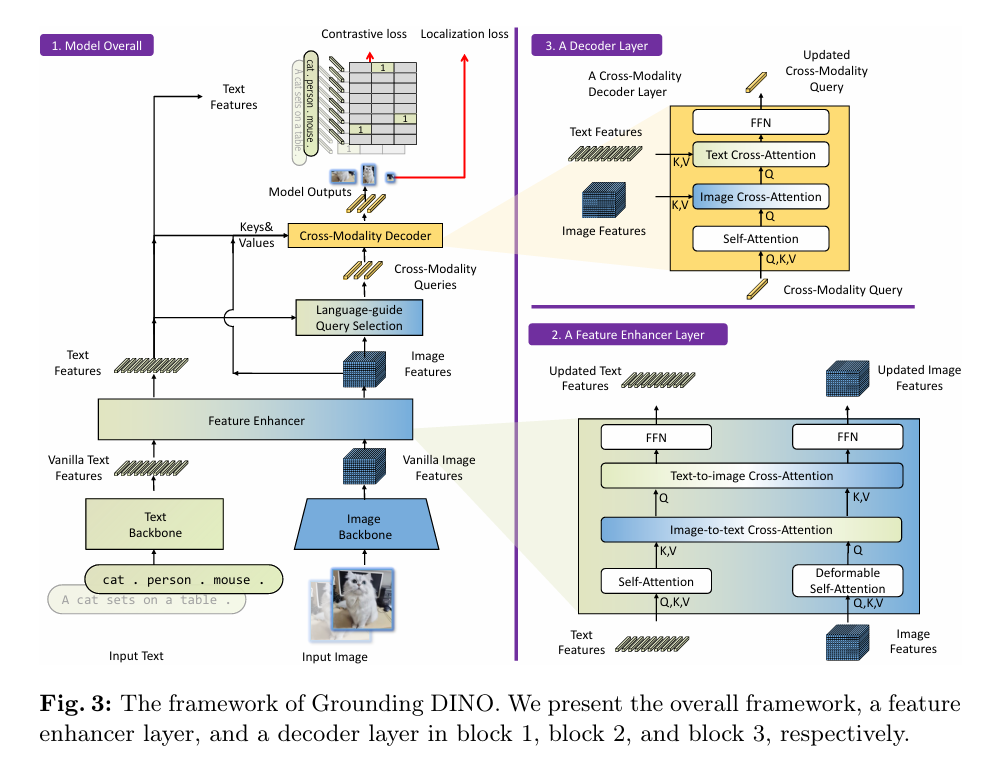 1. Model Overall
Contrastive loss
Localization loss
A cat sets on a table .
cat . person . mouse .
1
1
1
1
Text
Features
Model Outputs
Keys&
Values
Cross-Modality Decoder
Cross-Modality
Queries
Language-guide
Query Selection
Text
Features
Image
Features
Feature Enhancer
Vanilla Text
Features
Vanilla Image
Features
Text
Backbone
Image
Backbone
cat . person . mouse .
A cat sets on a table .
Input Text
Input Image
3. A Decoder Layer
A Cross-Modality
Decoder Layer
Updated
Cross-Modality
Query
FFN
Text Features
K,V
Text Cross-Attention
Q
Image Cross-Attention
K,V
Q
Image Features
Self-Attention
Q,K,V
Cross-Modality Query
2. A Feature Enhancer Layer
Updated Text
Features
Updated Image
Features
FFN
FFN
Text-to-image Cross-Attention
Q
K,V
Image-to-text Cross-Attention
K,V
Q
Self-Attention
Deformable
Self-Attention
Q,K,V
Q,K,V
Text
Features
Image
Features
Fig. 3: The framework of Grounding DINO. We present the overall framework, a feature
enhancer layer, and a decoder layer in block 1, block 2, and block 3, respectively.